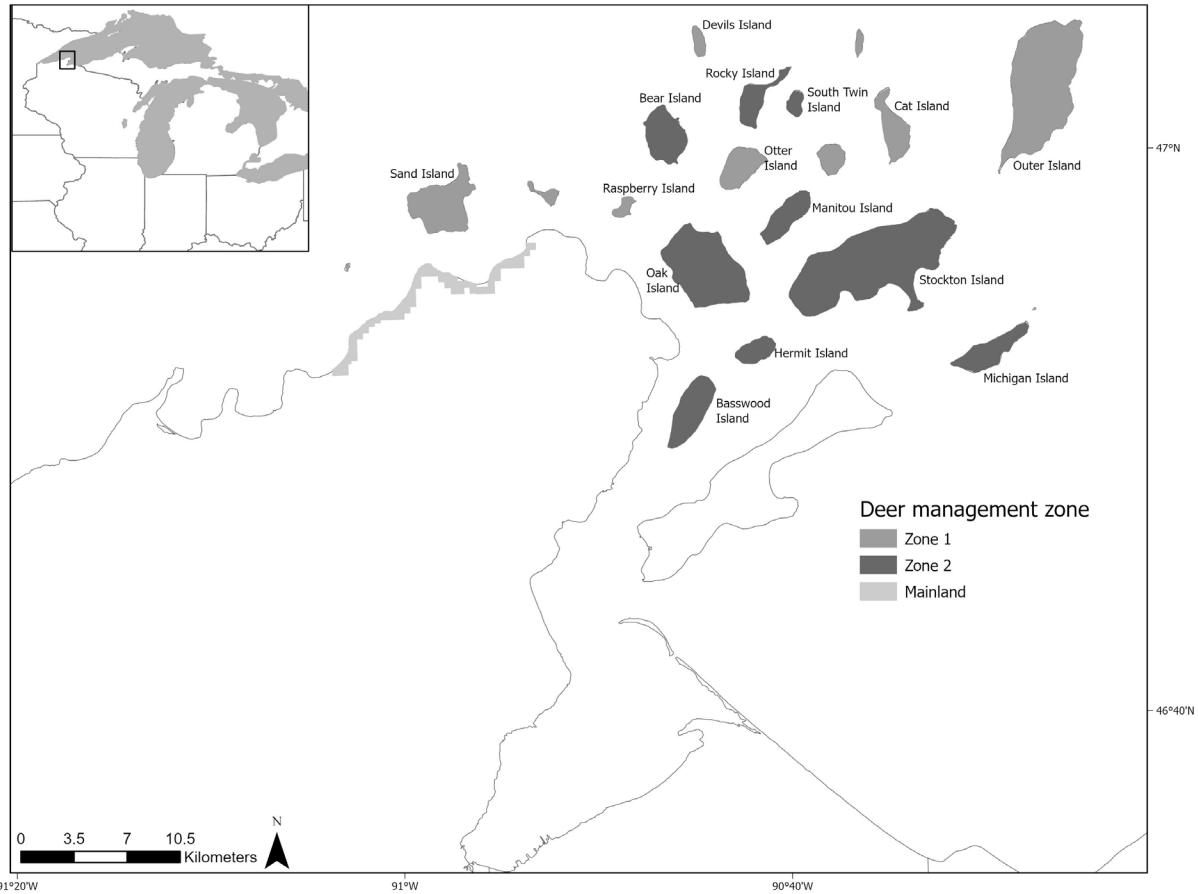 Devils Island
Rocky Island
South Twin
Island
Bear Island
Cat Island
Otter
Island
Outer Island
47°N
Sand Island
Raspberry Island
Manitou Island
Oak
Island
Stockton Island
Hermit Island
Michigan Island
Basswood
Island
Deer management zone
Zone 1
Zone 2
Mainland
46°40'N
N
0 3.5 7 10.5
Kilometers
91°20'W 91°W 90°40'W